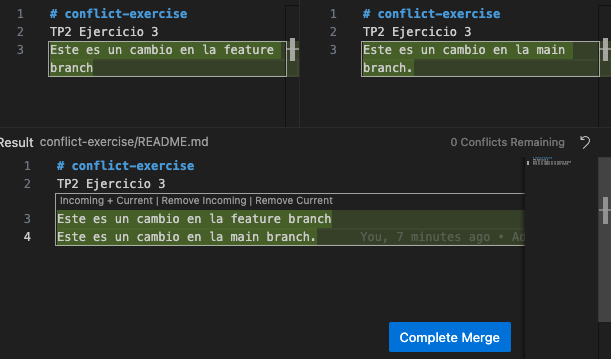 1 # conflict-exercise
2 TP2 Ejercicio 3
3 Este es un cambio en la feature
branch
1 # conflict-exercise
2 TP2 Ejercicio 3
3 Este es un cambio en la main
branch.
Result conflict-exercise/README.md 0 Conflicts Remaining
1 # conflict-exercise
2 TP2 Ejercicio 3
Incoming + Current | Remove Incoming | Remove Current
3 Este es un cambio en la feature branch
4 Este es un cambio en la main branch. You, 7 minutes ago • Ad
Complete Merge